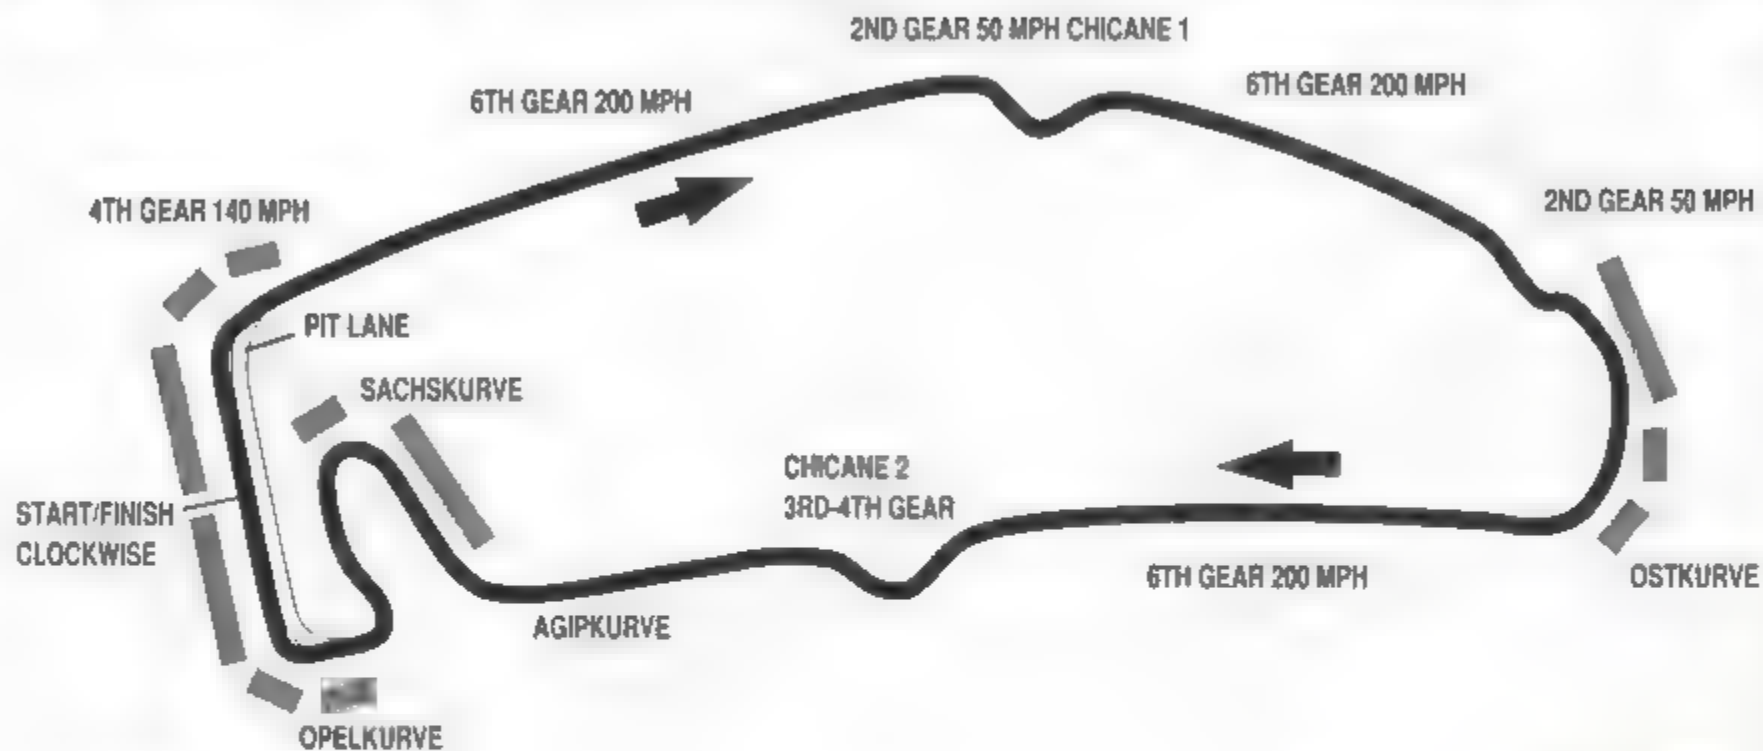 2ND GEAR 50 MPH CHICANE 1
6TH GEAR 200 MPH
6TH GEAR 200 MPH
4TH GEAR 140 MPH
2ND GEAR 50 MPH
PIT LANE
SACHSKURVE
CHICANE 2
3RD-4TH GEAR
START/FINISH
CLOCKWISE
6TH GEAR 200 MPH
OSTKURVE
AGIPKURVE
OPELKURVE